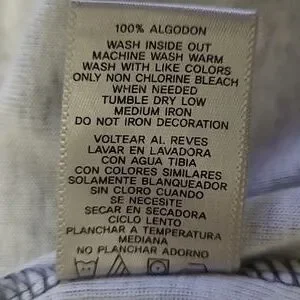 100% ALGODON
WASH INSIDE OUT
MACHINE WASH WARM
WASH WITH LIKE COLORS
ONLY NON CHLORINE BLEACH
WHEN NEEDED
TUMBLE DRY LOW
MEDIUM IRON
DO NOT IRON DECORATION
VOLTEAR AL REVES
LAVAR EN LAVADORA
CON AGUA TIBIA
CON COLORES SIMILARES
SOLAMENTE BLANQUEADOR
SIN CLORO CUANDO
SE NECESITE
SECAR EN SECADORA
CICLO LENTO
PLANCHAR A TEMPERATURA
MEDIANA
NO PLANCHAR ADORNO